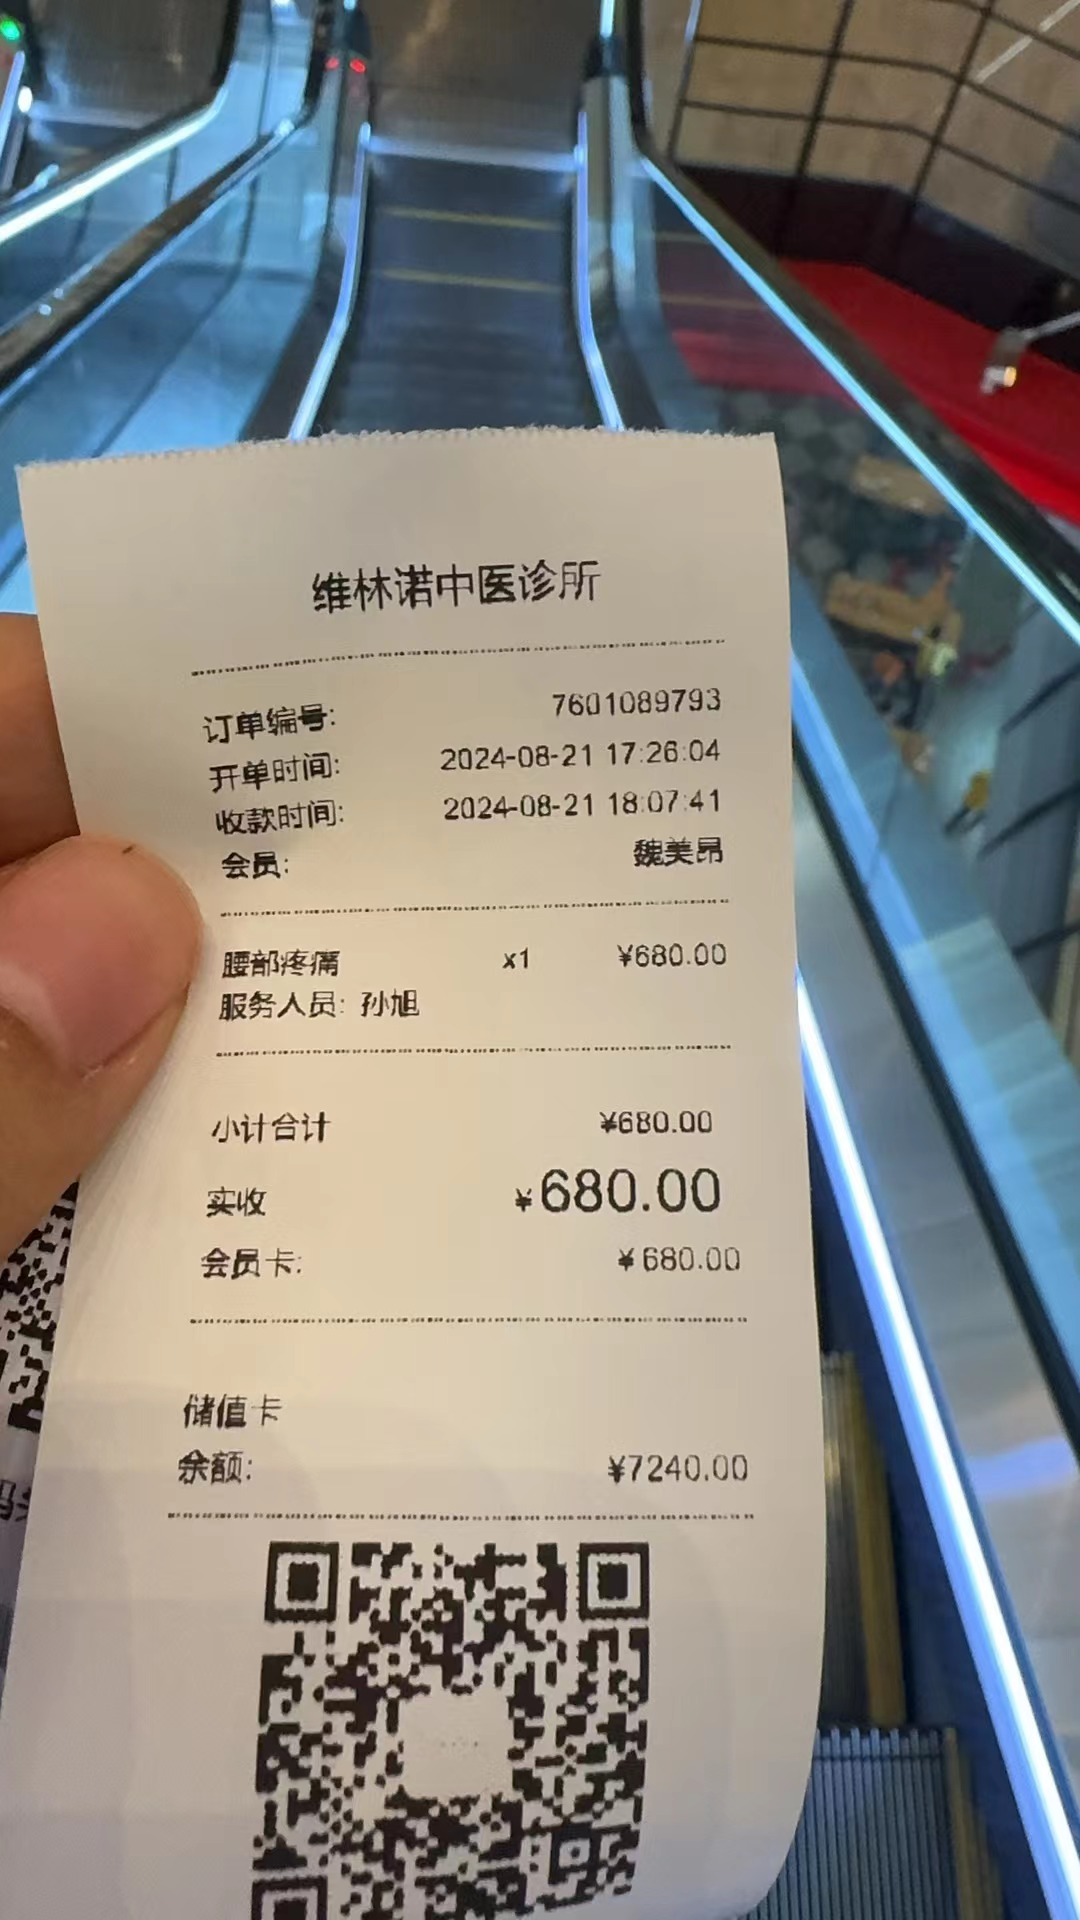 维林诺中医诊所
订单编号: 7601089793
开单时间: 2024-08-21 17:26:04
收款时间: 2024-08-21 18:07:41
会员: 魏美昂
腰部疼痛 x1 ¥680.00
服务人员: 孙旭
小计合计 ¥680.00
实收 ¥680.00
会员卡: ¥680.00
储值卡
余额: ¥7240.00